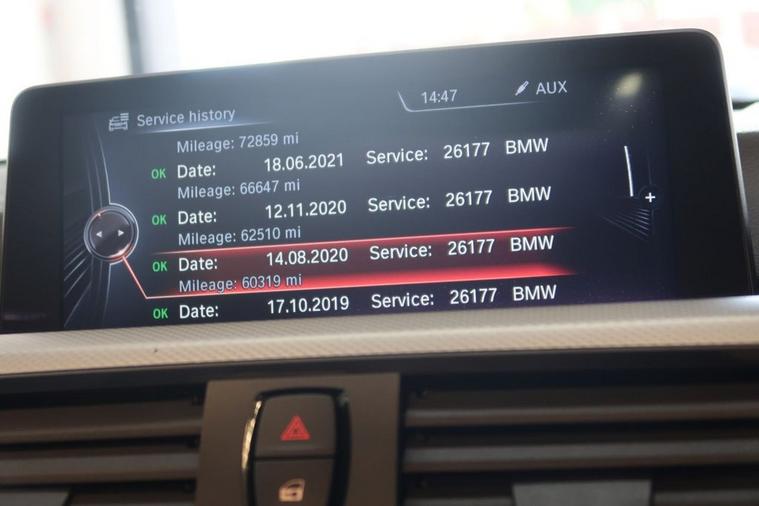 Service history
14:47
AUX
Mileage: 72859 mi
OK Date: 18.06.2021 Service: 26177 BMW
Mileage: 66647 mi
OK Date: 12.11.2020 Service: 26177 BMW
Mileage: 62510 mi
OK Date: 14.08.2020 Service: 26177 BMW
Mileage: 60319 mi
OK Date: 17.10.2019 Service: 26177 BMW